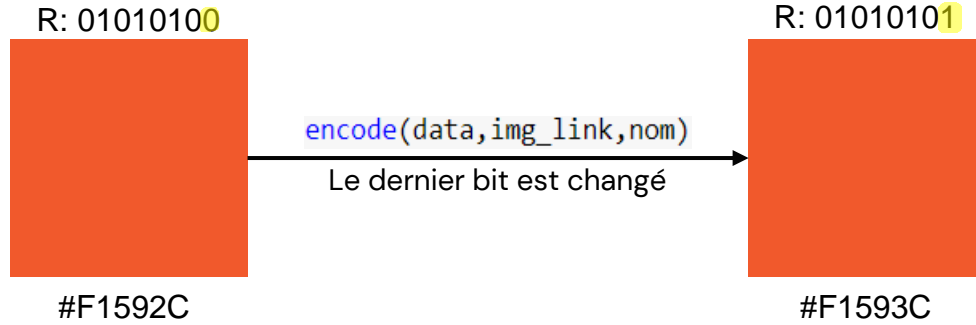 R: 01010100
R: 01010101
encode(data,img_link,nom)
Le dernier bit est changé
#F1592C
#F1593C